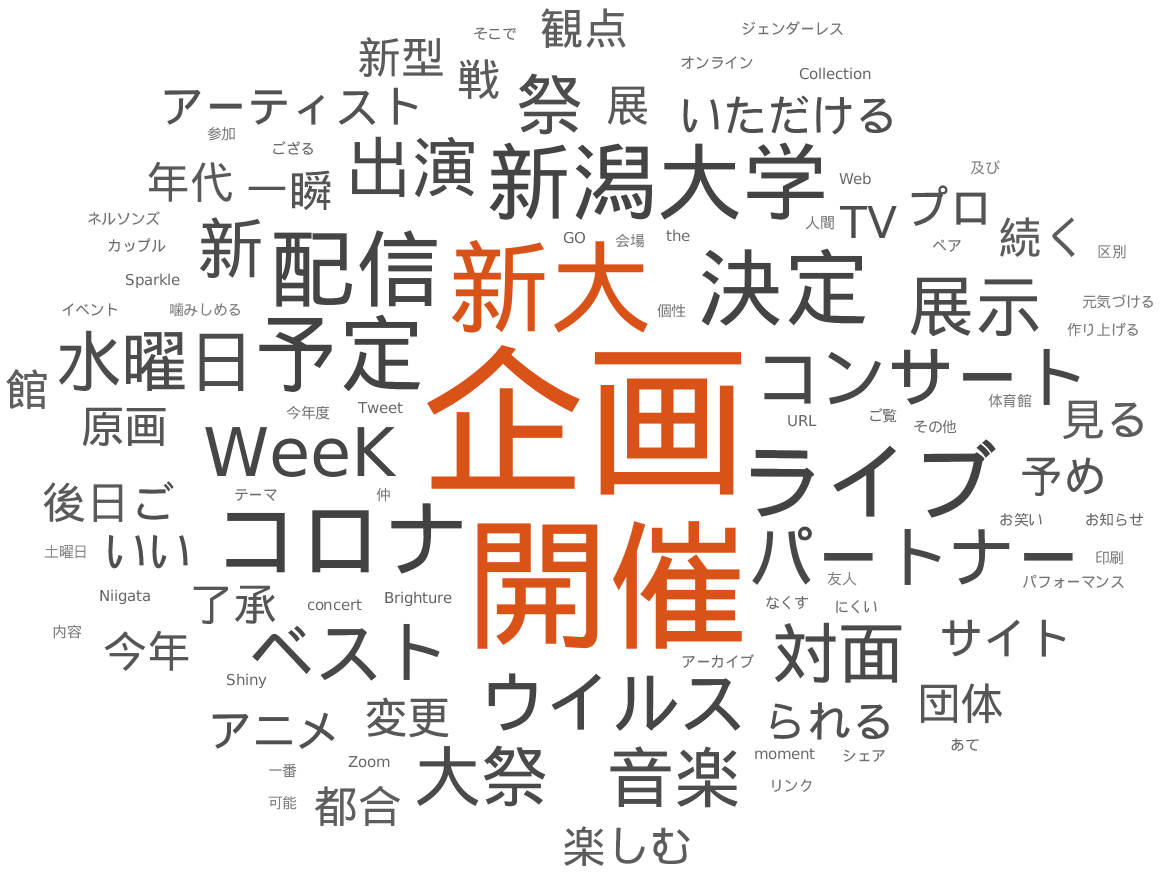 そこで 観点 ジェンダーレス
新型 戦 オンライン Collection
アーティスト 祭 展 いただける
参加 ござる 出演 新潟大学 及び
年代 一瞬 Web プロ
ネルソンズ 新 配信 GO 会場 the 人間 TV 続く
カップル ペア 区別
Sparkle 新大 決定 展示
イベント 噛みしめる 個性 元気づける
水曜日 予定 作り上げる
館 企画 コンサート
原画 今年度 Tweet URL ご覧 体育館 見る
WeeK その他
後日ご テーマ 仲 ライブ 予め
土曜日 いい コロナ 開催 パートナー お笑い お知らせ
印刷
Niigata 了承 concert Brighture 友人 パフォーマンス
なくす にくい
内容 今年 ベスト アーカイブ 対面 サイト
Shiny
アニメ 変更 ウイルス られる 団体
一番 Zoom 大祭 音楽 moment シェア あて
可能 都合 リンク
楽しむ